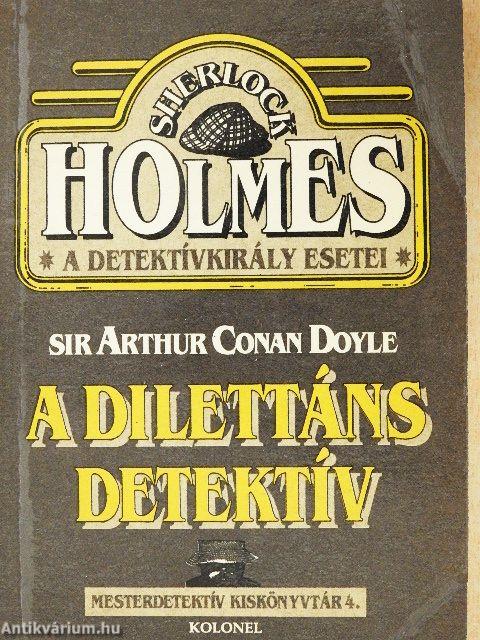 SHERLOCK
HOLMES
* A DETEKTÍVKIRÁLY ESETEI *
SIR ARTHUR CONAN DOYLE
A DILETTÁNS
DETEKTÍV
MESTERDETEKTÍV KISKÖNYVTÁR 4.
KOLONEL
Antikvárium.hu